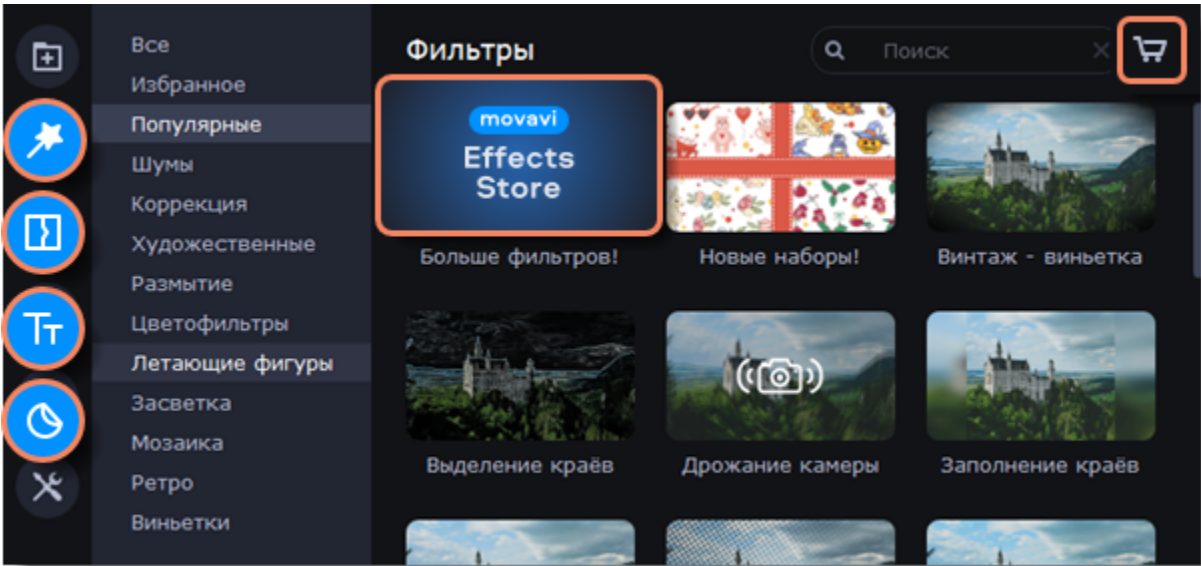 Все
Избранное
Популярные
Шумы
Коррекция
Художественные
Размытие
Цветофильтры
Летающие фигуры
Засветка
Мозаика
Ретро
Виньетки
Фильтры
Поиск
movavi
Effects
Store
Больше фильтров!
Новые наборы!
Винтаж - виньетка
Выделение краёв
Дрожание камеры
Заполнение краёв